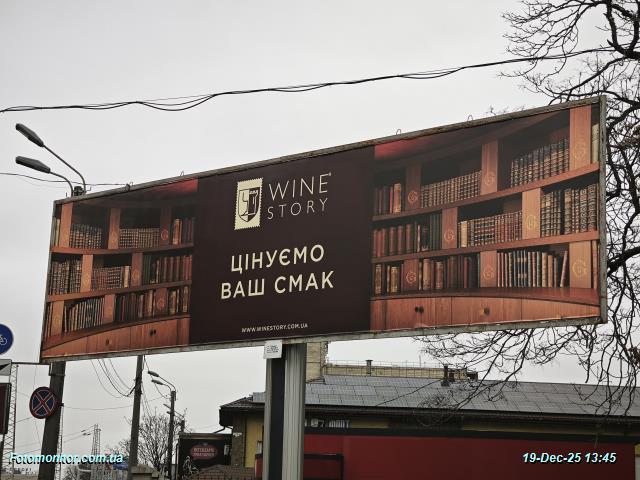 WINE
STORY
ЦІНУЄМО
ВАШ СМАК
WWW.WINESTORY.COM.UA
Fotomonitor.com.ua
19-Dec-25 13:45